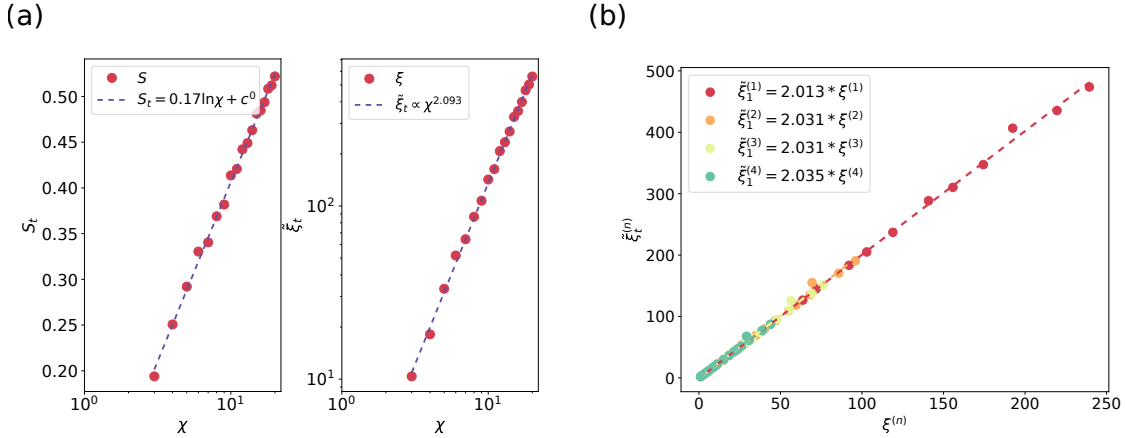 (a)
(b)
S
S_t = 0.17lnχ + c^0
0.50
0.45
0.40
0.35
0.30
0.25
0.20
S_t
10^0
10^1
χ
ξ
ξ̃_t ∝ χ^2.093
10^2
10^1
ξ̃_t
10^0
10^1
χ
ξ̃_1^(1) = 2.013 * ξ^(1)
ξ̃_1^(2) = 2.031 * ξ^(2)
ξ̃_1^(3) = 2.031 * ξ^(3)
ξ̃_1^(4) = 2.035 * ξ^(4)
500
400
300
200
100
0
ξ̃_t^(n)
0 50 100 150 200 250
ξ^(n)